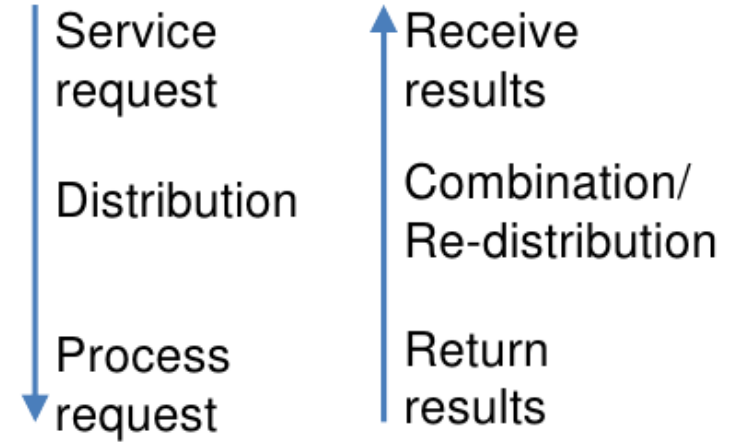 Service
request
Distribution
Process
request
Receive
results
Combination/
Re-distribution
Return
results